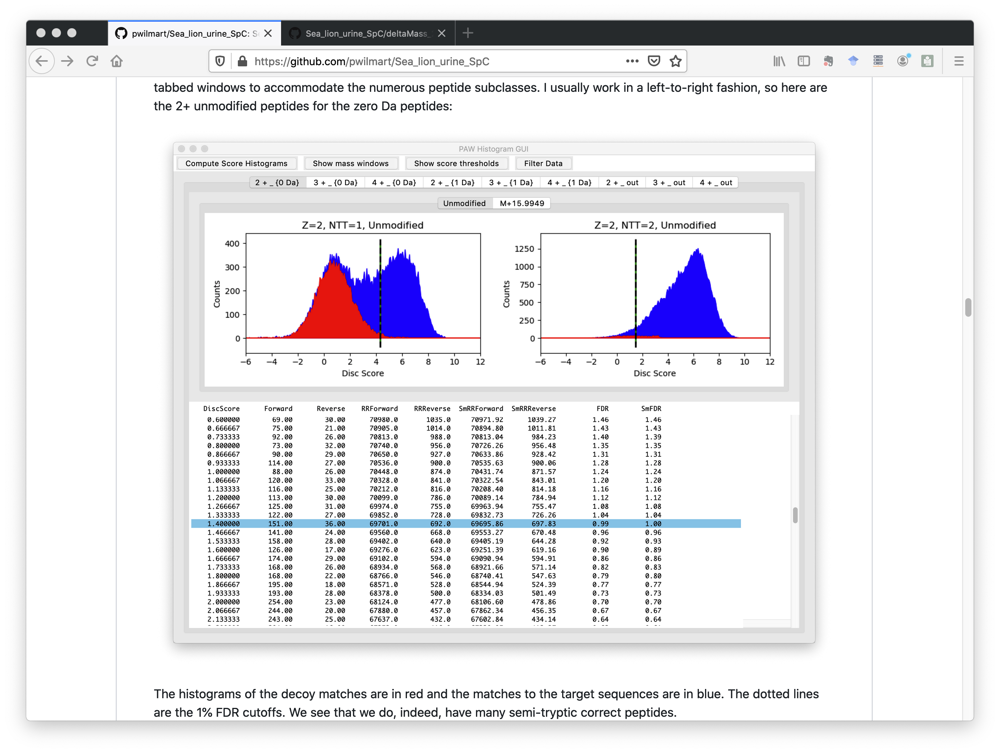 pwilmart/Sea_lion_urine_SpC: Se
Sea_lion_urine_SpC/deltaMass_
https://github.com/pwilmart/Sea_lion_urine_SpC
tabbed windows to accommodate the numerous peptide subclasses. I usually work in a left-to-right fashion, so here are
the 2+ unmodified peptides for the zero Da peptides:
PAW Histogram GUI
Compute Score Histograms Show mass windows Show score thresholds Filter Data
2 + _ {0 Da} 3 + _ {0 Da} 4 + _ {0 Da} 2 + _ {1 Da} 3 + _ {1 Da} 4 + _ {1 Da} 2 + _ out 3 + _ out 4 + _ out
Unmodified M+15.9949
Z=2, NTT=1, Unmodified
400
300
200
100
0
Counts
−6 −4 −2 0 2 4 6 8 10 12
Disc Score
Z=2, NTT=2, Unmodified
1250
1000
750
500
250
0
Counts
−6 −4 −2 0 2 4 6 8 10 12
Disc Score
DiscScore Forward Reverse RRForward RRReverse SmRRForward SmRRReverse FDR SmFDR
0.600000 69.00 30.00 70980.0 1035.0 70971.92 1039.27 1.46 1.46
0.666667 75.00 21.00 70905.0 1014.0 70894.80 1011.81 1.43 1.43
0.733333 92.00 26.00 70813.0 988.0 70813.04 984.23 1.40 1.39
0.800000 73.00 32.00 70740.0 956.0 70726.26 956.48 1.35 1.35
0.866667 90.00 29.00 70650.0 927.0 70633.86 928.42 1.31 1.31
0.933333 114.00 27.00 70536.0 900.0 70535.63 900.06 1.28 1.28
1.000000 88.00 26.00 70448.0 874.0 70431.74 871.57 1.24 1.24
1.066667 120.00 33.00 70328.0 841.0 70322.54 843.01 1.20 1.20
1.133333 116.00 25.00 70212.0 816.0 70208.40 814.18 1.16 1.16
1.200000 113.00 30.00 70099.0 786.0 70089.14 784.94 1.12 1.12
1.266667 125.00 31.00 69974.0 755.0 69963.94 755.47 1.08 1.08
1.333333 122.00 27.00 69852.0 728.0 69832.73 726.26 1.04 1.04
1.400000 151.00 36.00 69701.0 692.0 69695.86 697.83 0.99 1.00
1.466667 141.00 24.00 69560.0 668.0 69553.27 670.48 0.96 0.96
1.533333 158.00 28.00 69402.0 640.0 69405.19 644.28 0.92 0.93
1.600000 126.00 17.00 69276.0 623.0 69251.39 619.16 0.90 0.89
1.666667 174.00 29.00 69102.0 594.0 69090.94 594.91 0.86 0.86
1.733333 168.00 26.00 68934.0 568.0 68921.66 571.14 0.82 0.83
1.800000 168.00 22.00 68766.0 546.0 68740.41 547.63 0.79 0.80
1.866667 195.00 18.00 68571.0 528.0 68544.94 524.39 0.77 0.77
1.933333 193.00 28.00 68378.0 500.0 68334.03 501.49 0.73 0.73
2.000000 254.00 23.00 68124.0 477.0 68106.60 478.86 0.70 0.70
2.066667 244.00 20.00 67880.0 457.0 67862.34 456.35 0.67 0.67
2.133333 243.00 25.00 67637.0 432.0 67602.84 434.14 0.64 0.64
The histograms of the decoy matches are in red and the matches to the target sequences are in blue. The dotted lines
are the 1% FDR cutoffs. We see that we do, indeed, have many semi-tryptic correct peptides.